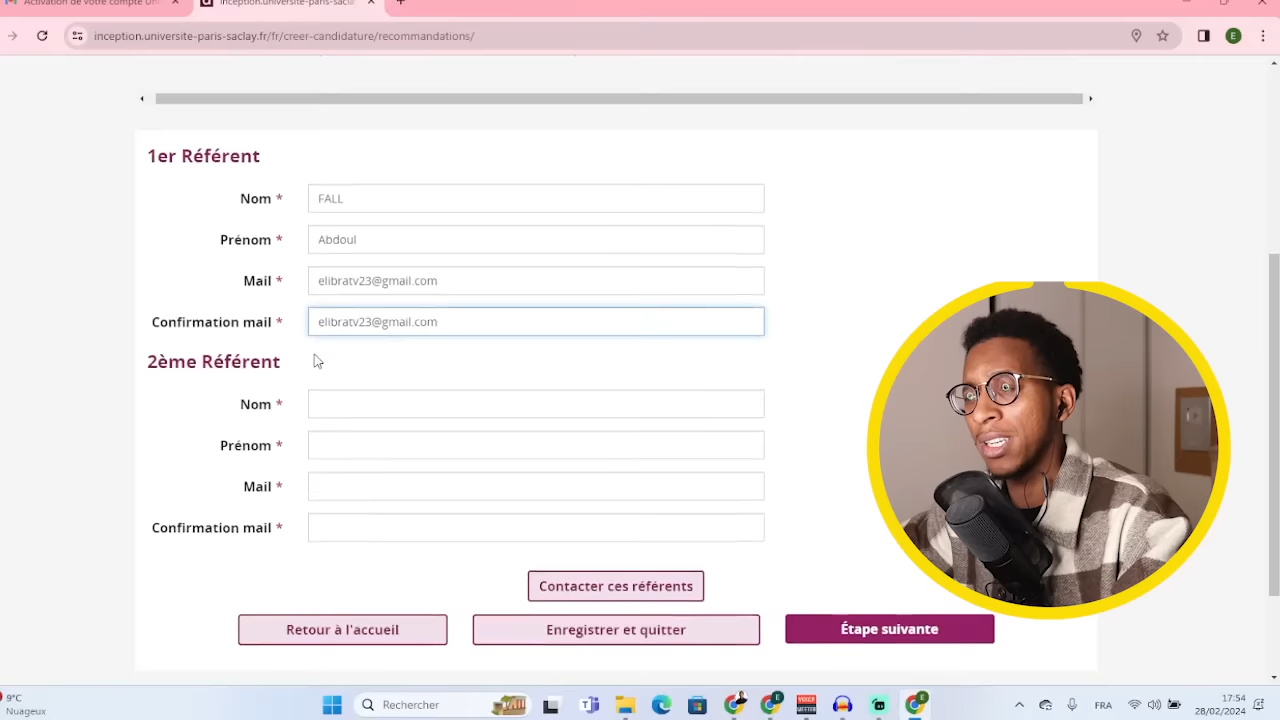 Activation de votre compte Uni
inception.universite-paris-sacla
inception.universite-paris-saclay.fr/fr/creer-candidature/recommandations/
E
1er Référent
Nom * FALL
Prénom * Abdoul
Mail * elibratv23@gmail.com
Confirmation mail * elibratv23@gmail.com
2ème Référent
Nom *
Prénom *
Mail *
Confirmation mail *
Contacter ces référents
Retour à l'accueil
Enregistrer et quitter
Étape suivante
9°C
Nuageux
Rechercher
FRA
17:54
28/02/2024